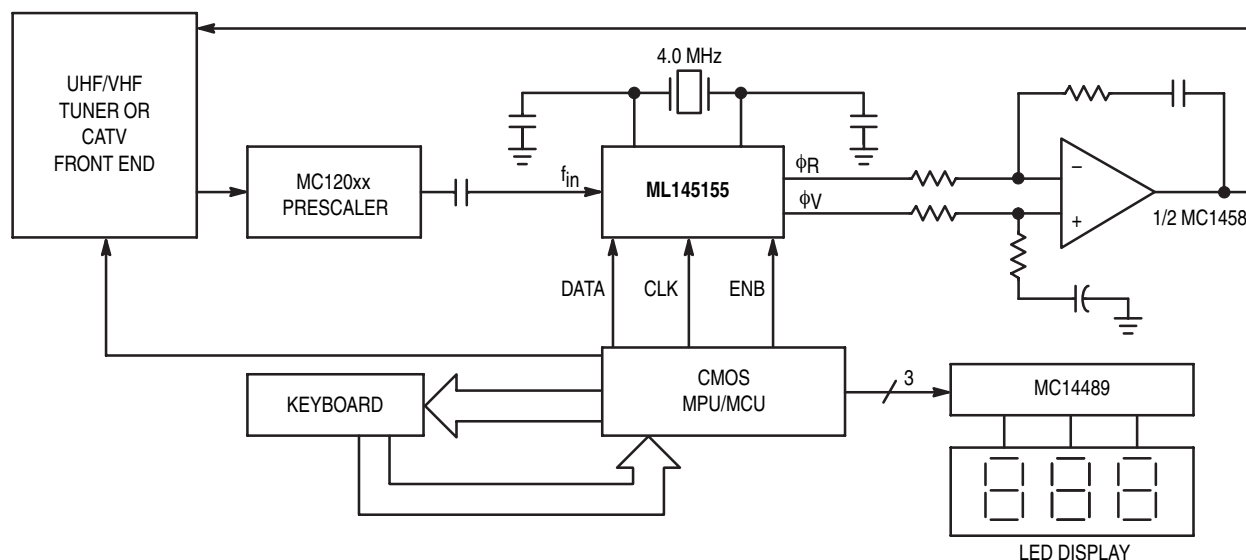 4.0 MHz
UHF/VHF
TUNER OR
CATV
FRONT END
MC120xx
PRESCALER
fin
ML145155
ϕR
ϕV
–
+
1/2 MC1458
DATA
CLK
ENB
KEYBOARD
CMOS
MPU/MCU
3
MC14489
LED DISPLAY